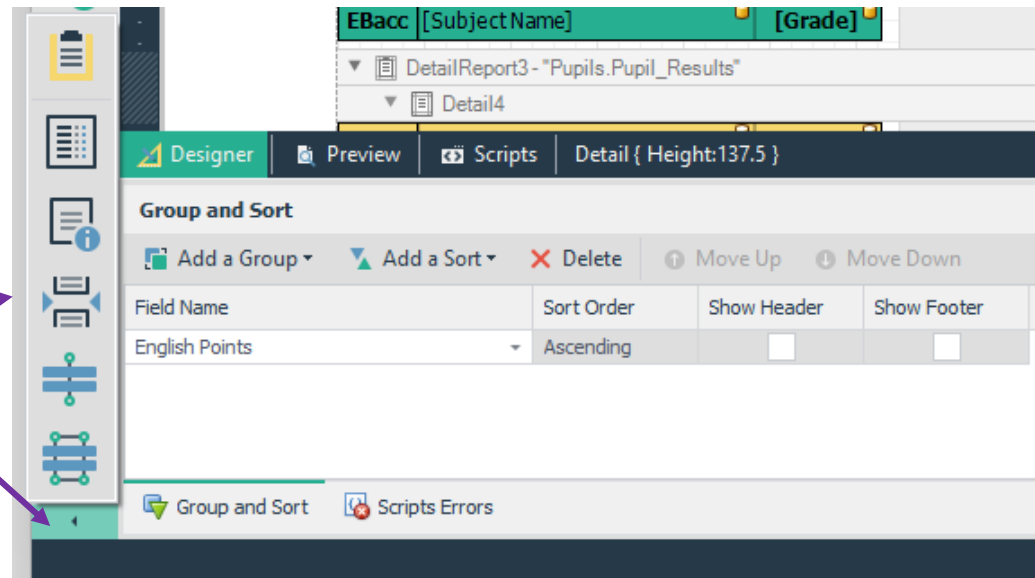 EBacc [Subject Name] [Grade]
DetailReport3 - "Pupils.Pupil_Results"
Detail4
Designer Preview Scripts Detail { Height:137.5 }
Group and Sort
Add a Group Add a Sort Delete Move Up Move Down
Field Name Sort Order Show Header Show Footer
English Points Ascending
Group and Sort Scripts Errors